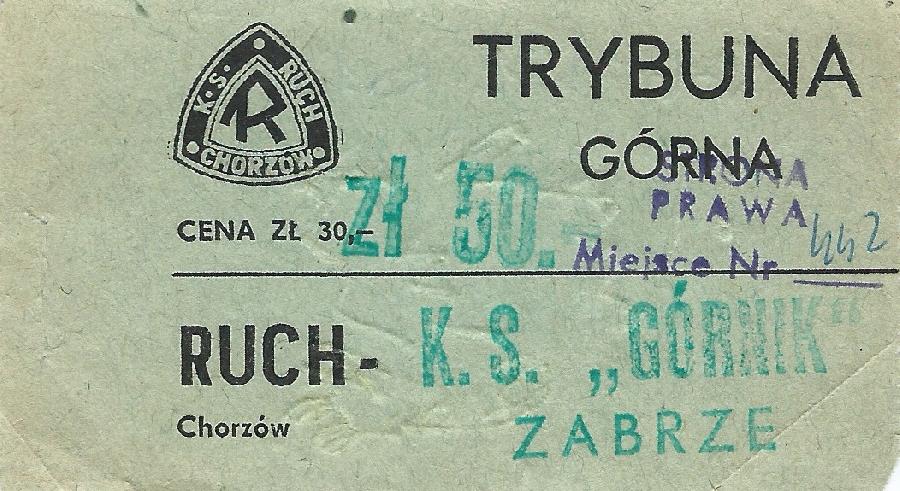 K.S. RUCH
CHORZÓW
R
TRYBUNA
GÓRNA
STRONA
PRAWA
CENA ZŁ 30,–
zł 50.–
Miejsce Nr 442
RUCH - K.S. „GÓRNIK“
Chorzów
ZABRZE